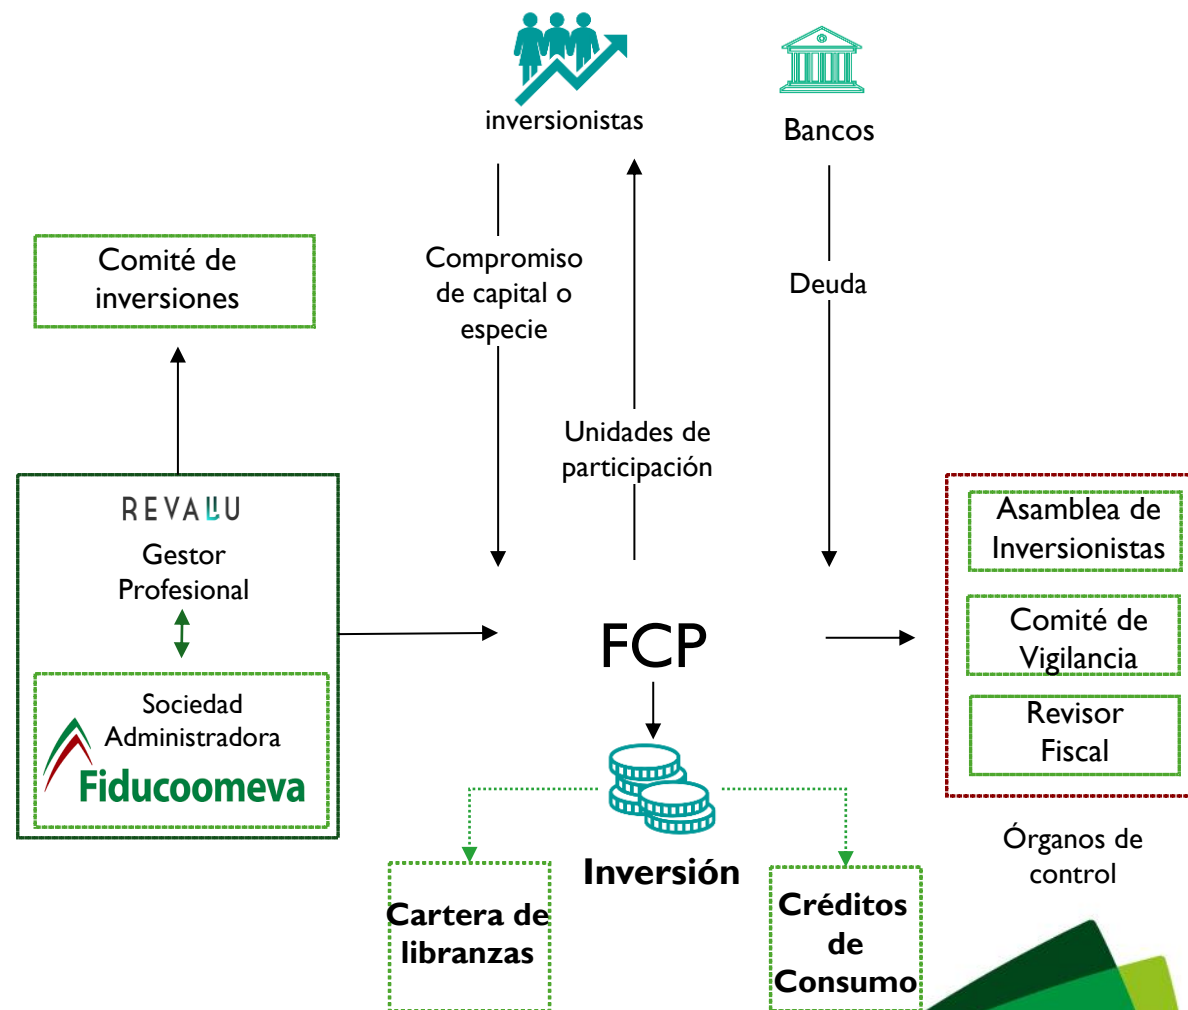 inversionistas
Bancos
Comité de
inversiones
Compromiso
de capital o
especie
Deuda
Unidades de
participación
REVALU
Gestor
Profesional
Sociedad
Administradora
Fiducoomeva
FCP
Asamblea de
Inversionistas
Comité de
Vigilancia
Revisor
Fiscal
Órganos de
control
Inversión
Cartera de
libranzas
Créditos
de
Consumo